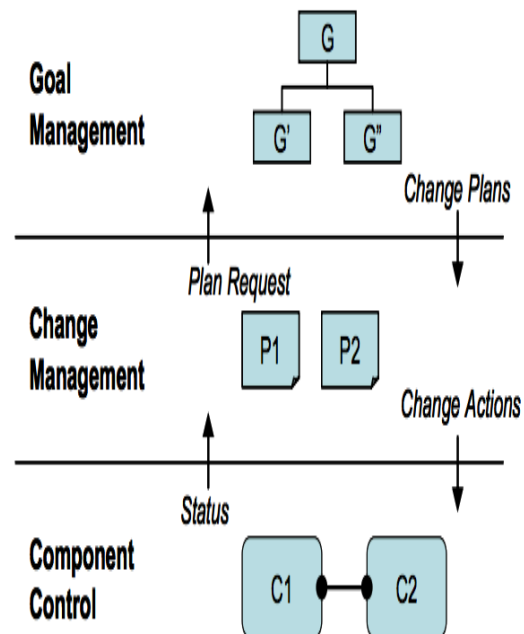 G
Goal
Management
G' G"
Change Plans
Plan Request
Change
Management
P1 P2
Change Actions
Status
Component
Control
C1 C2